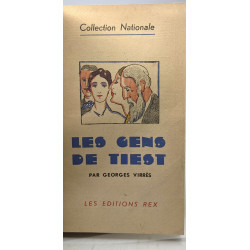 Collection Nationale
LES GENS
DE TIEST
PAR GEORGES VIRRÈS
LES EDITIONS REX